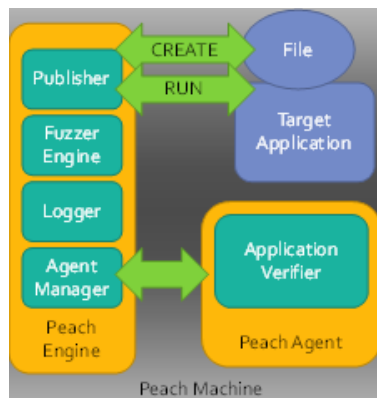 CREATE
File
Publisher
RUN
Target
Application
Fuzzer
Engine
Logger
Application
Verifier
Agent
Manager
Peach
Engine
Peach Agent
Peach Machine